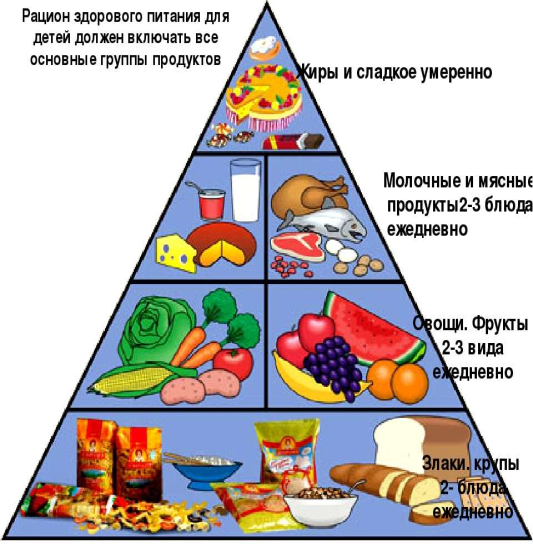 Рацион здорового питания для
детей должен включать все
основные группы продуктов
Жиры и сладкое умеренно
Молочные и мясные
продукты2-3 блюда
ежедневно
Овощи. Фрукты
2-3 вида
ежедневно
Злаки. крупы
2- блюда
ежедневно